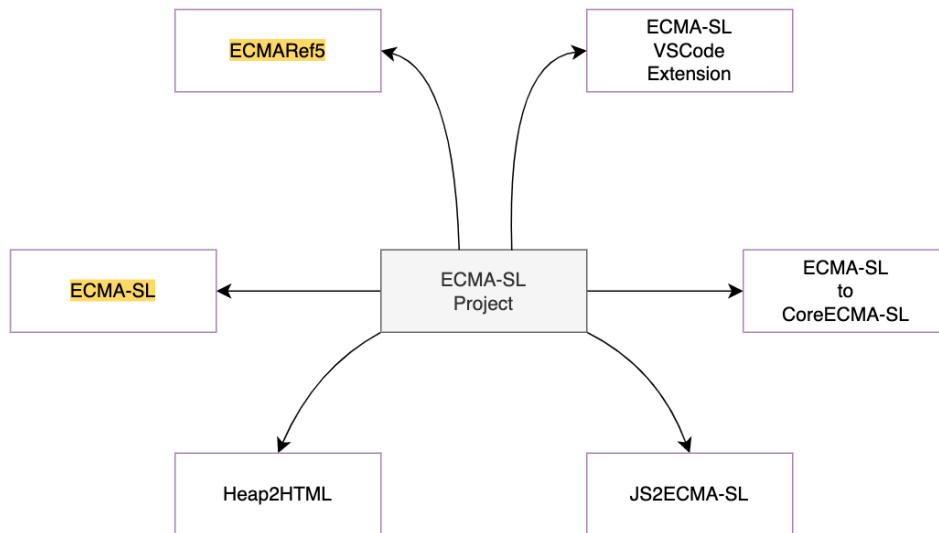 ECMARef5
ECMA-SL
VSCode
Extension
ECMA-SL
ECMA-SL
Project
ECMA-SL
to
CoreECMA-SL
Heap2HTML
JS2ECMA-SL